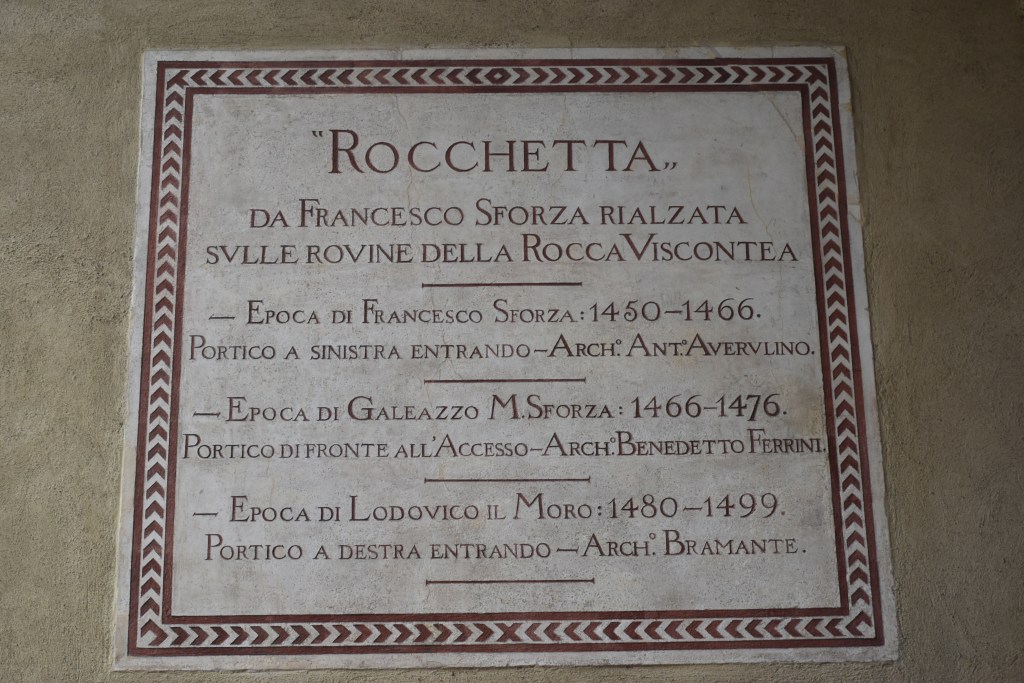 "ROCCHETTA„
DA FRANCESCO SFORZA RIALZATA
SVLLE ROVINE DELLA ROCCA VISCONTEA
— EPOCA DI FRANCESCO SFORZA: 1450–1466.
PORTICO A SINISTRA ENTRANDO – ARCH.º ANT.º AVERVLINO.
— EPOCA DI GALEAZZO M. SFORZA: 1466–1476.
PORTICO DI FRONTE ALL'ACCESSO – ARCH.º BENEDETTO FERRINI.
— EPOCA DI LODOVICO IL MORO: 1480–1499.
PORTICO A DESTRA ENTRANDO — ARCH.º BRAMANTE.